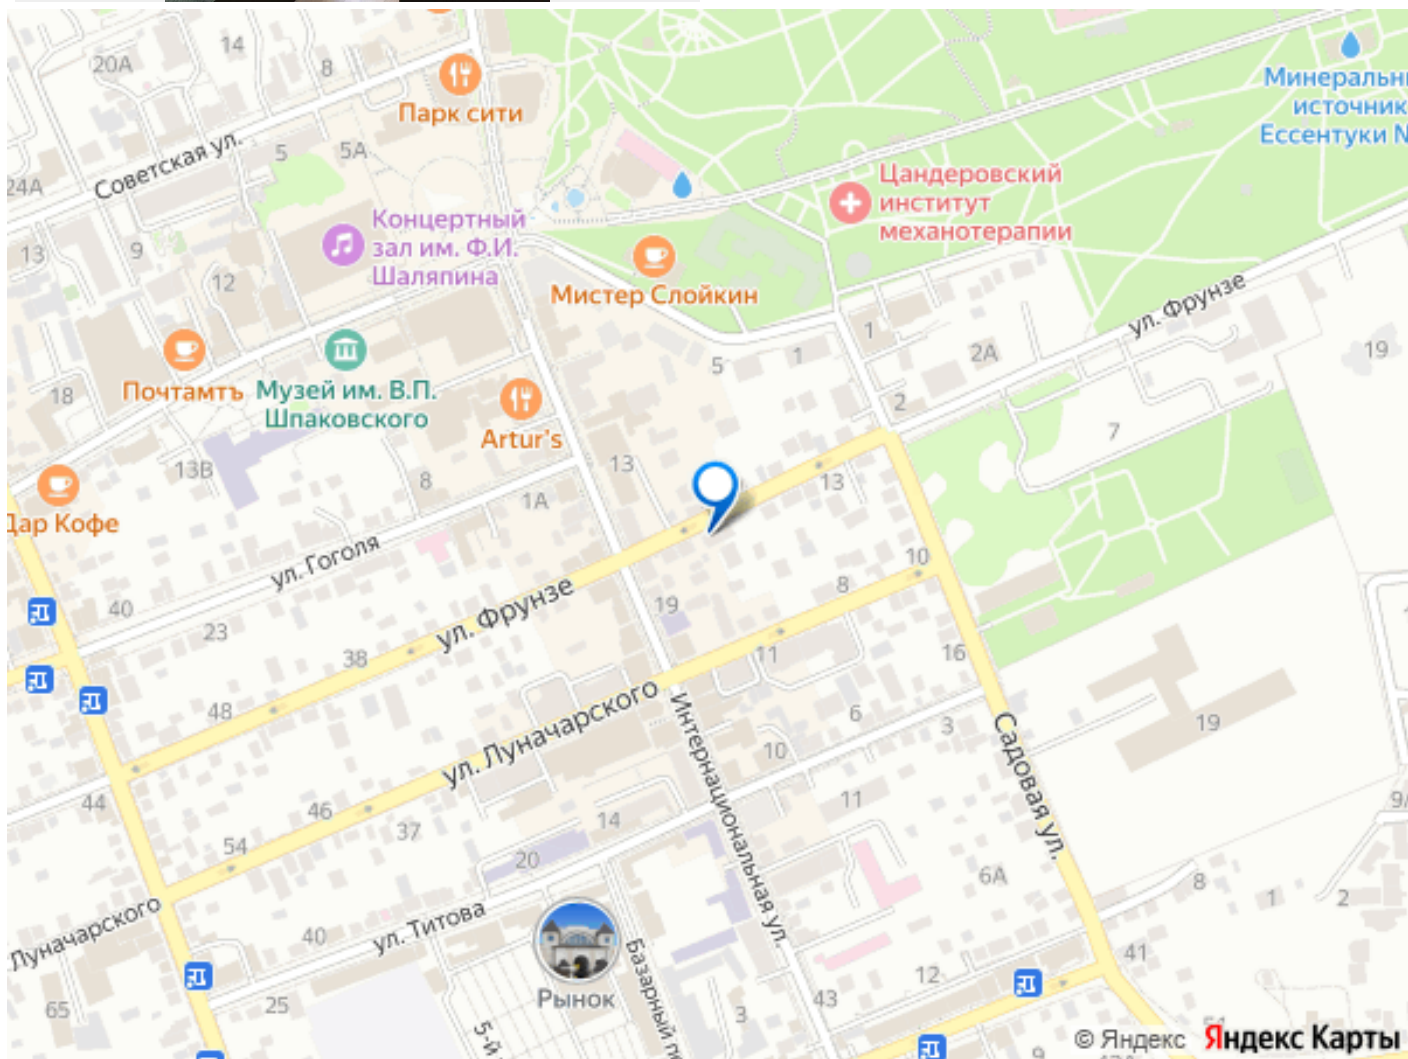 14
20А
8
Парк сити
Минеральн
источник
Ессентуки N
Советская ул.
5
5А
24А
Цандеровский
институт
механотерапии
Концертный
зал им. Ф.И.
Шаляпина
13
9
12
Мистер Слойкин
ул. Фрунзе
1
2А
19
5
1
Почтамтъ
Музей им. В.П.
Шпаковского
18
2
Artur's
7
13В
8
13
13
1А
Дар Кофе
ул. Гоголя
10
8
ул. Фрунзе
40
23
19
38
11
16
48
ул. Луначарского
Интернациональная ул.
6
3
10
Садовая ул.
19
44
46
37
14
11
9/
54
20
6А
8
1
2
Луначарского
40
ул. Титова
Рынок
Базарный пе
41
12
43
65
25
5-й
3
9
© Яндекс
Яндекс Карты